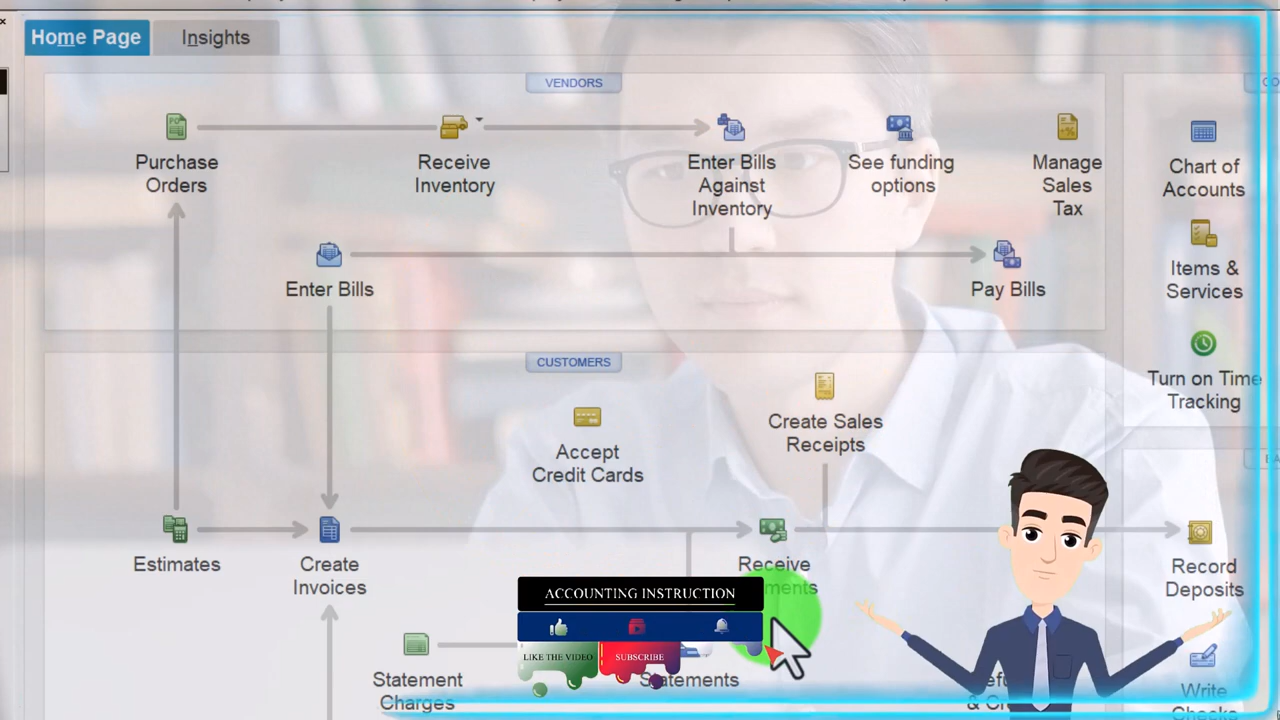 Home Page
Insights
VENDORS
Purchase
Orders
Receive
Inventory
Enter Bills
Against
Inventory
See funding
options
Manage
Sales
Tax
Chart of
Accounts
Enter Bills
Pay Bills
Items &
Services
CUSTOMERS
Turn on Time
Tracking
Accept
Credit Cards
Create Sales
Receipts
Estimates
Create
Invoices
Receive
Record
Deposits
ACCOUNTING INSTRUCTION
LIKE THE VIDEO
SUBSCRIBE
Statement
Charges
Statements
Write